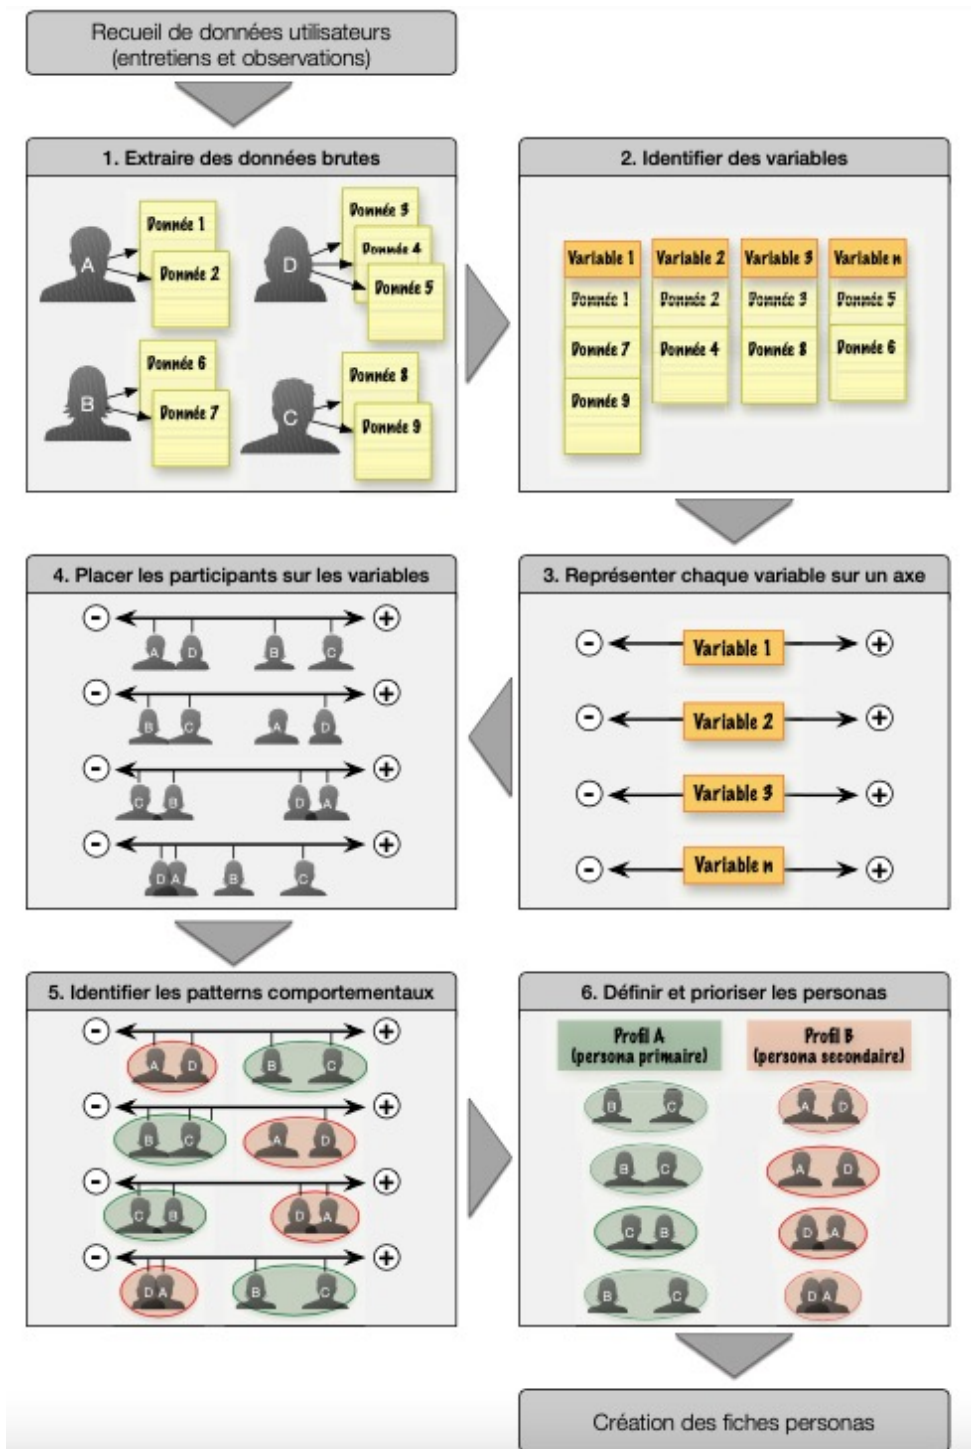 Recueil de données utilisateurs
(entretiens et observations)
1. Extraire des données brutes
A
Donnée 1
Donnée 2
D
Donnée 3
Donnée 4
Donnée 5
B
Donnée 6
Donnée 7
C
Donnée 8
Donnée 9
2. Identifier des variables
Variable 1 Variable 2 Variable 3 Variable n
Donnée 1 Donnée 2 Donnée 3 Donnée 5
Donnée 7 Donnée 4 Donnée 8 Donnée 6
Donnée 9
3. Représenter chaque variable sur un axe
- Variable 1 +
- Variable 2 +
- Variable 3 +
- Variable n +
4. Placer les participants sur les variables
- +
A D B C
- +
B C A D
- +
C B D A
- +
D A B C
5. Identifier les patterns comportementaux
- +
A D B C
- +
B C A D
- +
C B D A
- +
D A B C
6. Définir et prioriser les personas
Profil A
(persona primaire)
Profil B
(persona secondaire)
B C A D
B C A D
C B D A
B C D A
Création des fiches personas